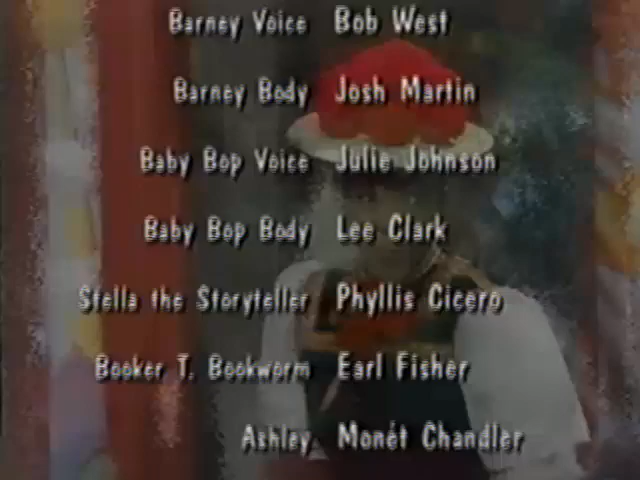 Barney Voice Bob West
Barney Body Josh Martin
Baby Bop Voice Julie Johnson
Baby Bop Body Lee Clark
Stella the Storyteller Phyllis Cicero
Booker T. Bookworm Earl Fisher
Ashley Monét Chandler